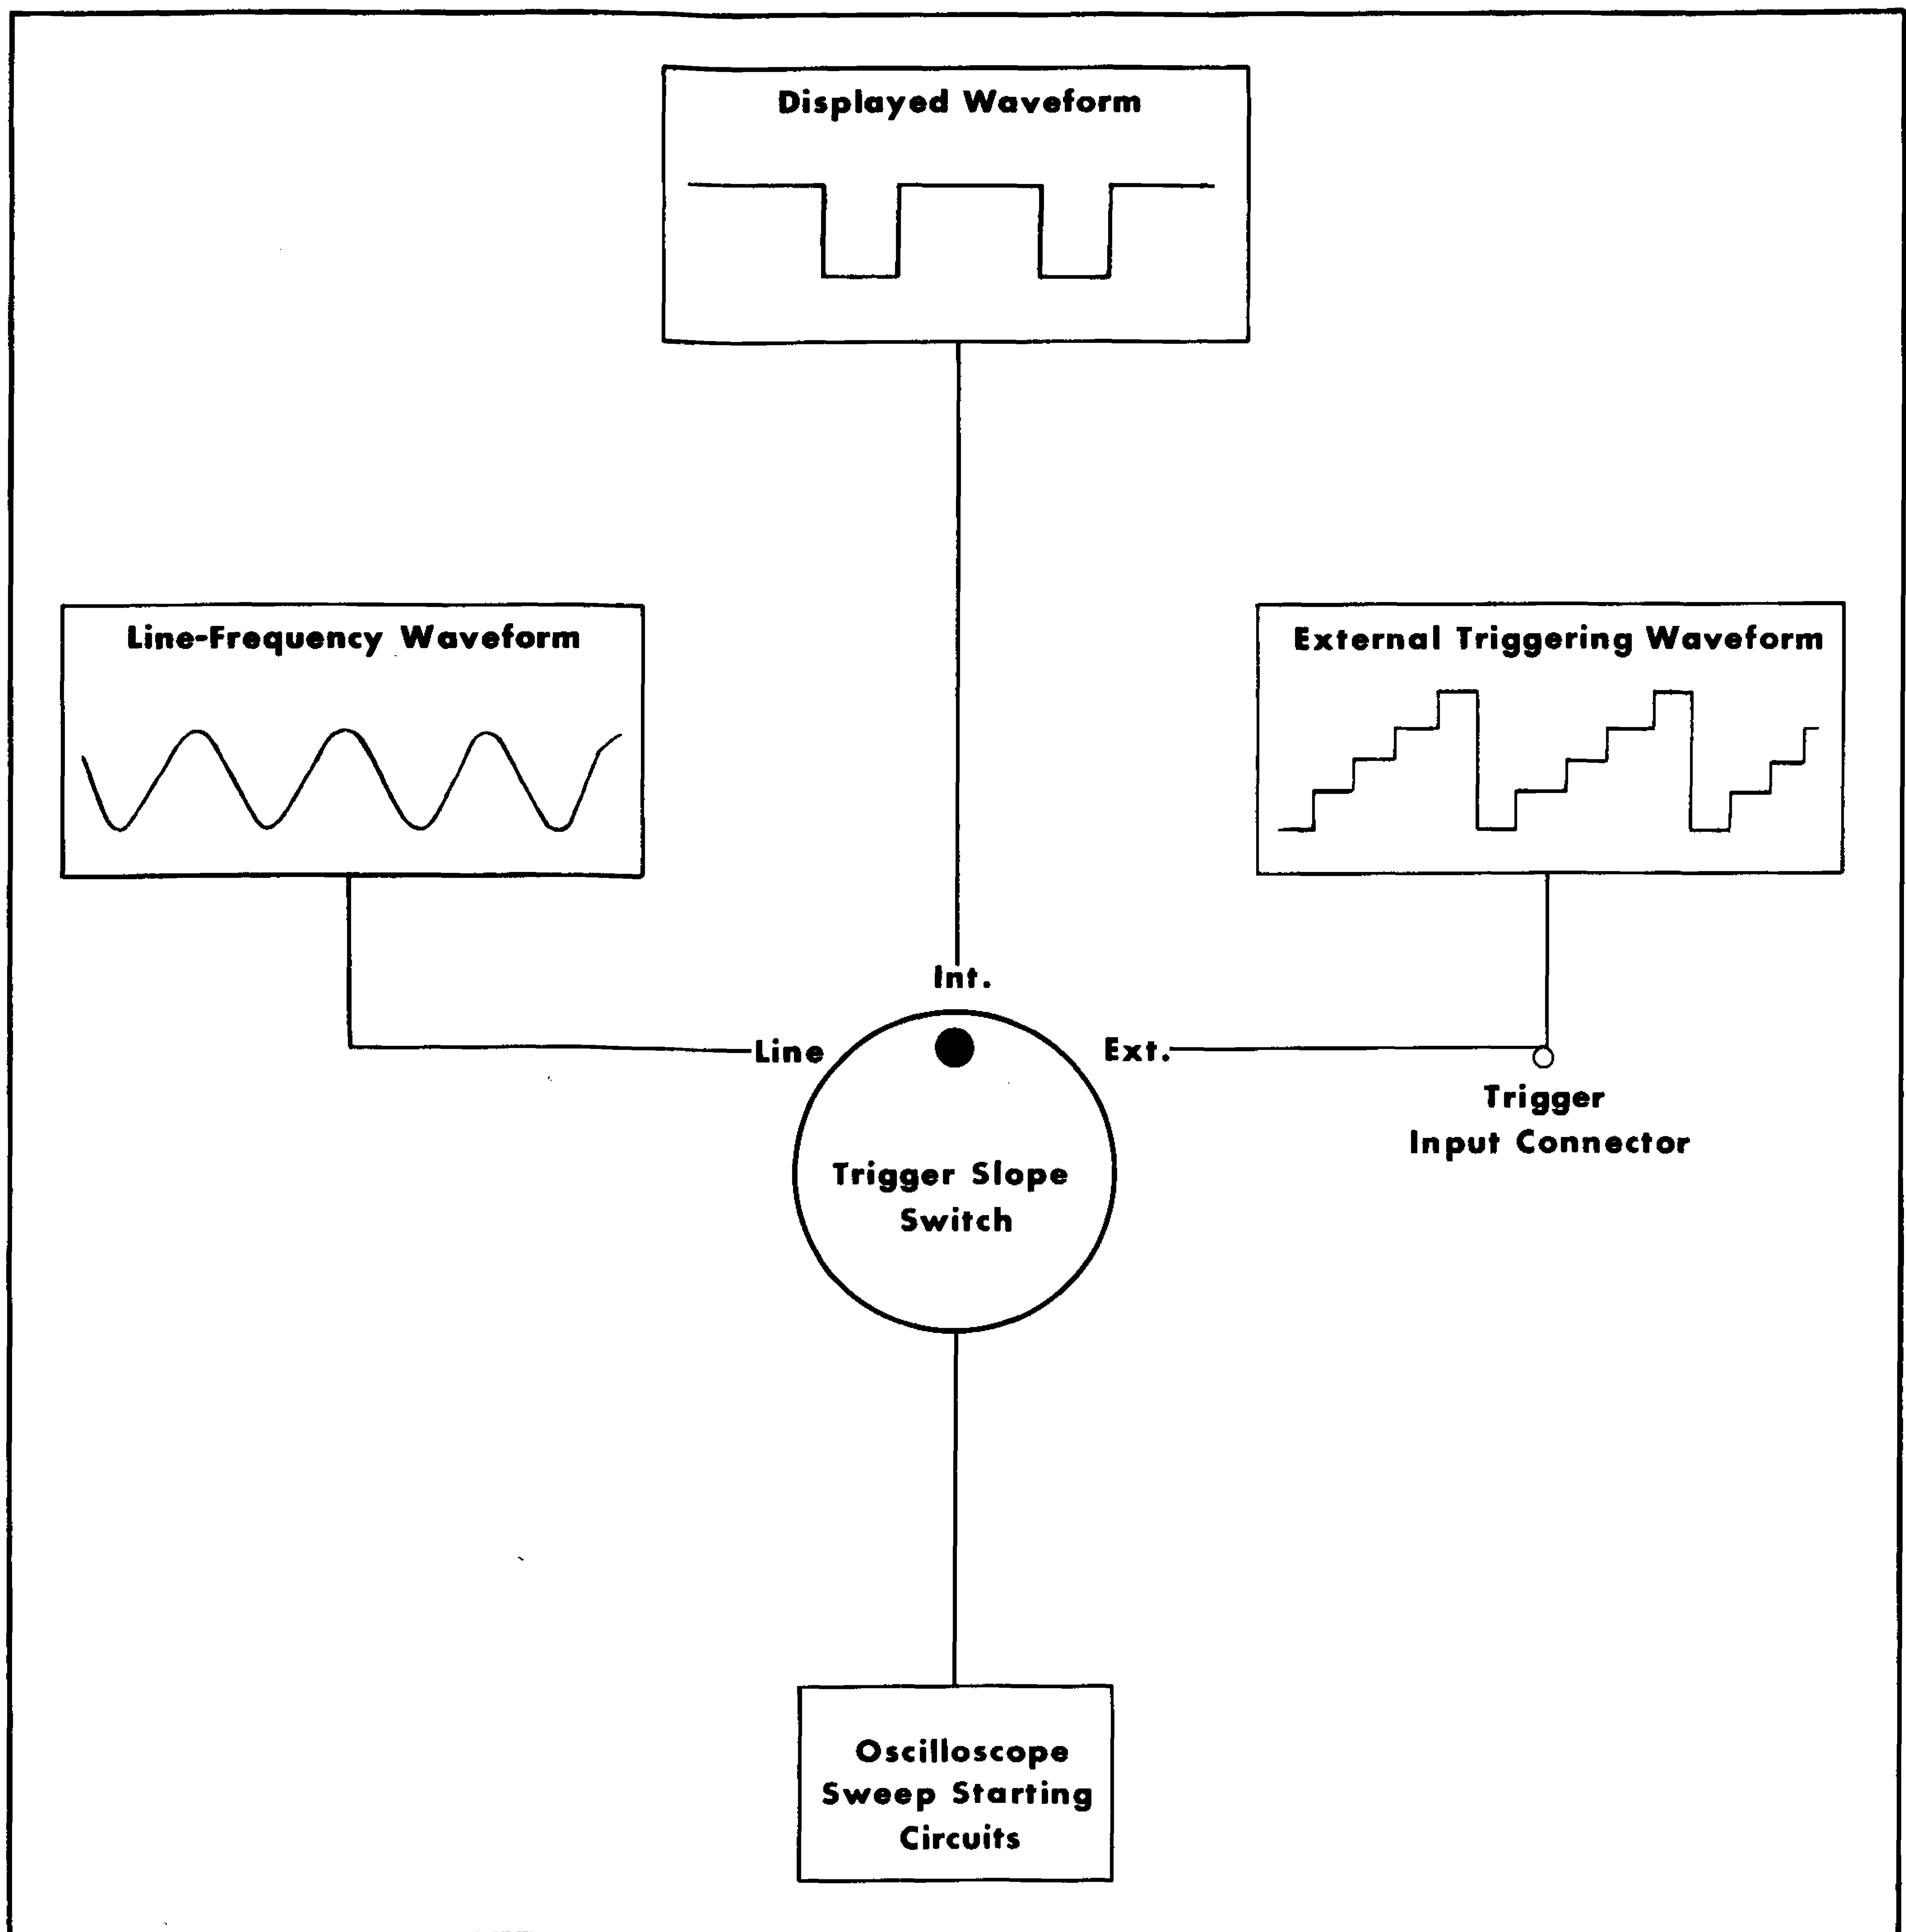 Displayed Waveform
Line-Frequency Waveform
External Triggering Waveform
Int.
Line
Ext.
Trigger
Input Connector
Trigger Slope
Switch
Oscilloscope
Sweep Starting
Circuits